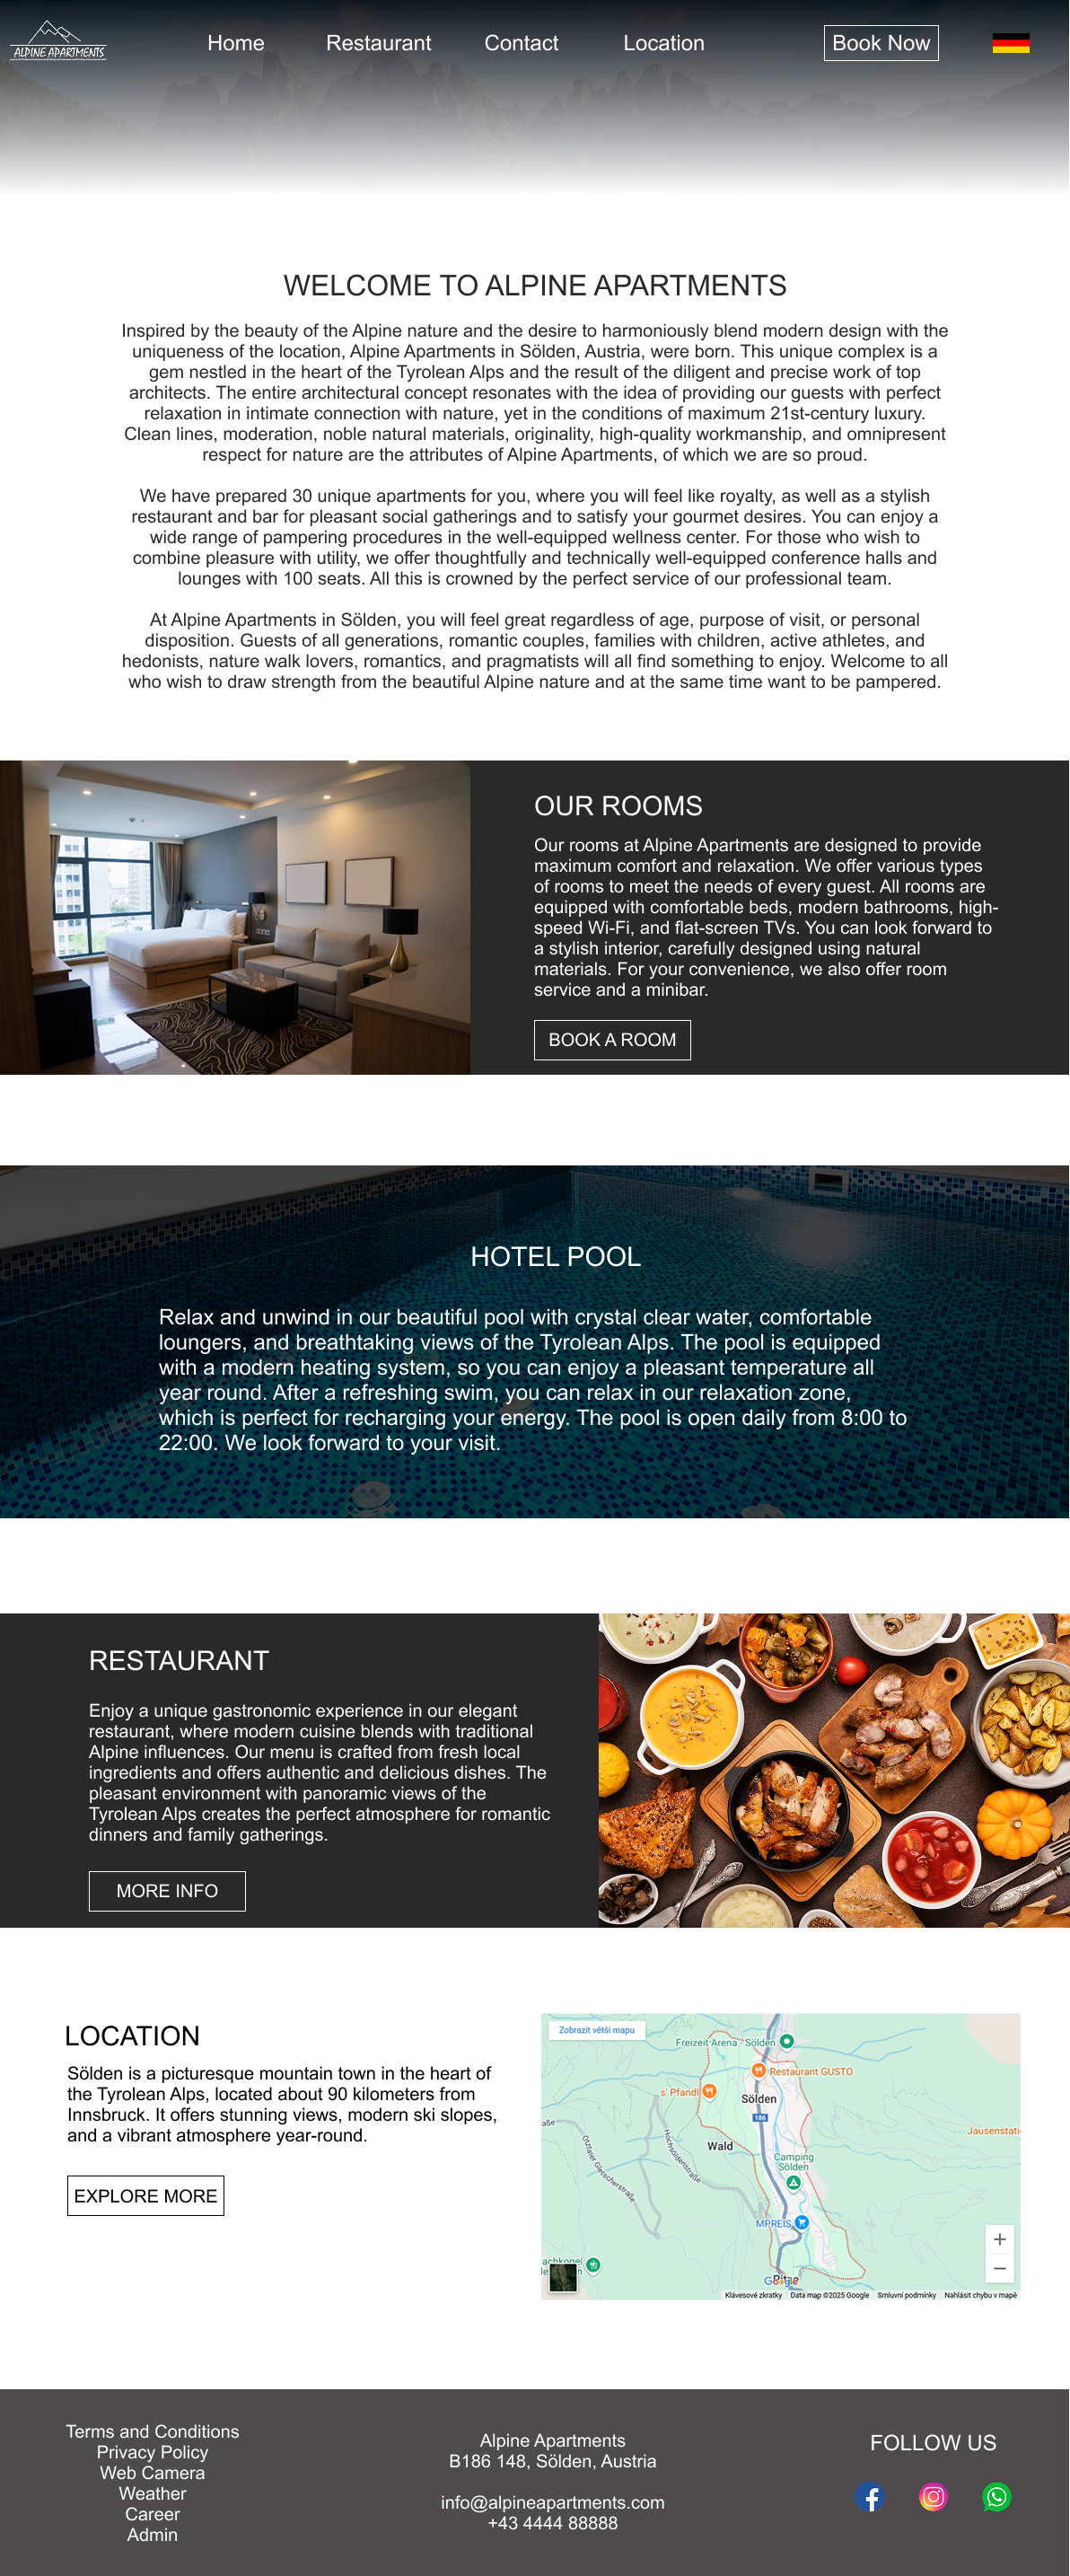 ALPINE APARTMENTS
Home
Restaurant
Contact
Location
Book Now
WELCOME TO ALPINE APARTMENTS
Inspired by the beauty of the Alpine nature and the desire to harmoniously blend modern design with the
uniqueness of the location, Alpine Apartments in Sölden, Austria, were born. This unique complex is a
gem nestled in the heart of the Tyrolean Alps and the result of the diligent and precise work of top
architects. The entire architectural concept resonates with the idea of providing our guests with perfect
relaxation in intimate connection with nature, yet in the conditions of maximum 21st-century luxury.
Clean lines, moderation, noble natural materials, originality, high-quality workmanship, and omnipresent
respect for nature are the attributes of Alpine Apartments, of which we are so proud.
We have prepared 30 unique apartments for you, where you will feel like royalty, as well as a stylish
restaurant and bar for pleasant social gatherings and to satisfy your gourmet desires. You can enjoy a
wide range of pampering procedures in the well-equipped wellness center. For those who wish to
combine pleasure with utility, we offer thoughtfully and technically well-equipped conference halls and
lounges with 100 seats. All this is crowned by the perfect service of our professional team.
At Alpine Apartments in Sölden, you will feel great regardless of age, purpose of visit, or personal
disposition. Guests of all generations, romantic couples, families with children, active athletes, and
hedonists, nature walk lovers, romantics, and pragmatists will all find something to enjoy. Welcome to all
who wish to draw strength from the beautiful Alpine nature and at the same time want to be pampered.
OUR ROOMS
Our rooms at Alpine Apartments are designed to provide
maximum comfort and relaxation. We offer various types
of rooms to meet the needs of every guest. All rooms are
equipped with comfortable beds, modern bathrooms, high-
speed Wi-Fi, and flat-screen TVs. You can look forward to
a stylish interior, carefully designed using natural
materials. For your convenience, we also offer room
service and a minibar.
BOOK A ROOM
HOTEL POOL
Relax and unwind in our beautiful pool with crystal clear water, comfortable
loungers, and breathtaking views of the Tyrolean Alps. The pool is equipped
with a modern heating system, so you can enjoy a pleasant temperature all
year round. After a refreshing swim, you can relax in our relaxation zone,
which is perfect for recharging your energy. The pool is open daily from 8:00 to
22:00. We look forward to your visit.
RESTAURANT
Enjoy a unique gastronomic experience in our elegant
restaurant, where modern cuisine blends with traditional
Alpine influences. Our menu is crafted from fresh local
ingredients and offers authentic and delicious dishes. The
pleasant environment with panoramic views of the
Tyrolean Alps creates the perfect atmosphere for romantic
dinners and family gatherings.
MORE INFO
LOCATION
Sölden is a picturesque mountain town in the heart of
the Tyrolean Alps, located about 90 kilometers from
Innsbruck. It offers stunning views, modern ski slopes,
and a vibrant atmosphere year-round.
EXPLORE MORE
Zobrazit větší mapu
Freizeit Arena - Sölden
Restaurant GUSTO
s' Pfandl
Sölden
186
Wald
Jausenstati
Camping
Sölden
Ötztaler Gletscherstraße
Hochsöldenstraße
MPREIS
Google
Klávesové zkratky
Data map ©2025 Google
Smluvní podmínky
Nahlásit chybu v mapě
Terms and Conditions
Privacy Policy
Web Camera
Weather
Career
Admin
Alpine Apartments
B186 148, Sölden, Austria
info@alpineapartments.com
+43 4444 88888
FOLLOW US